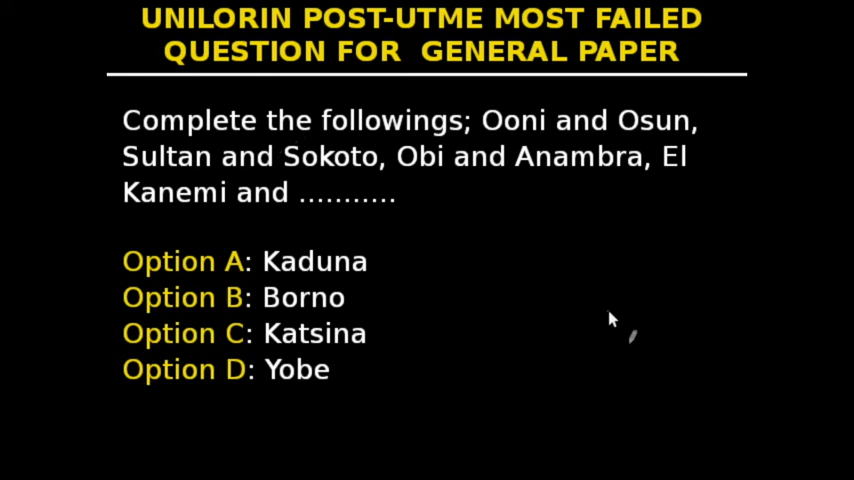 UNILORIN POST-UTME MOST FAILED
QUESTION FOR GENERAL PAPER
Complete the followings; Ooni and Osun,
Sultan and Sokoto, Obi and Anambra, El
Kanemi and ...........
Option A: Kaduna
Option B: Borno
Option C: Katsina
Option D: Yobe